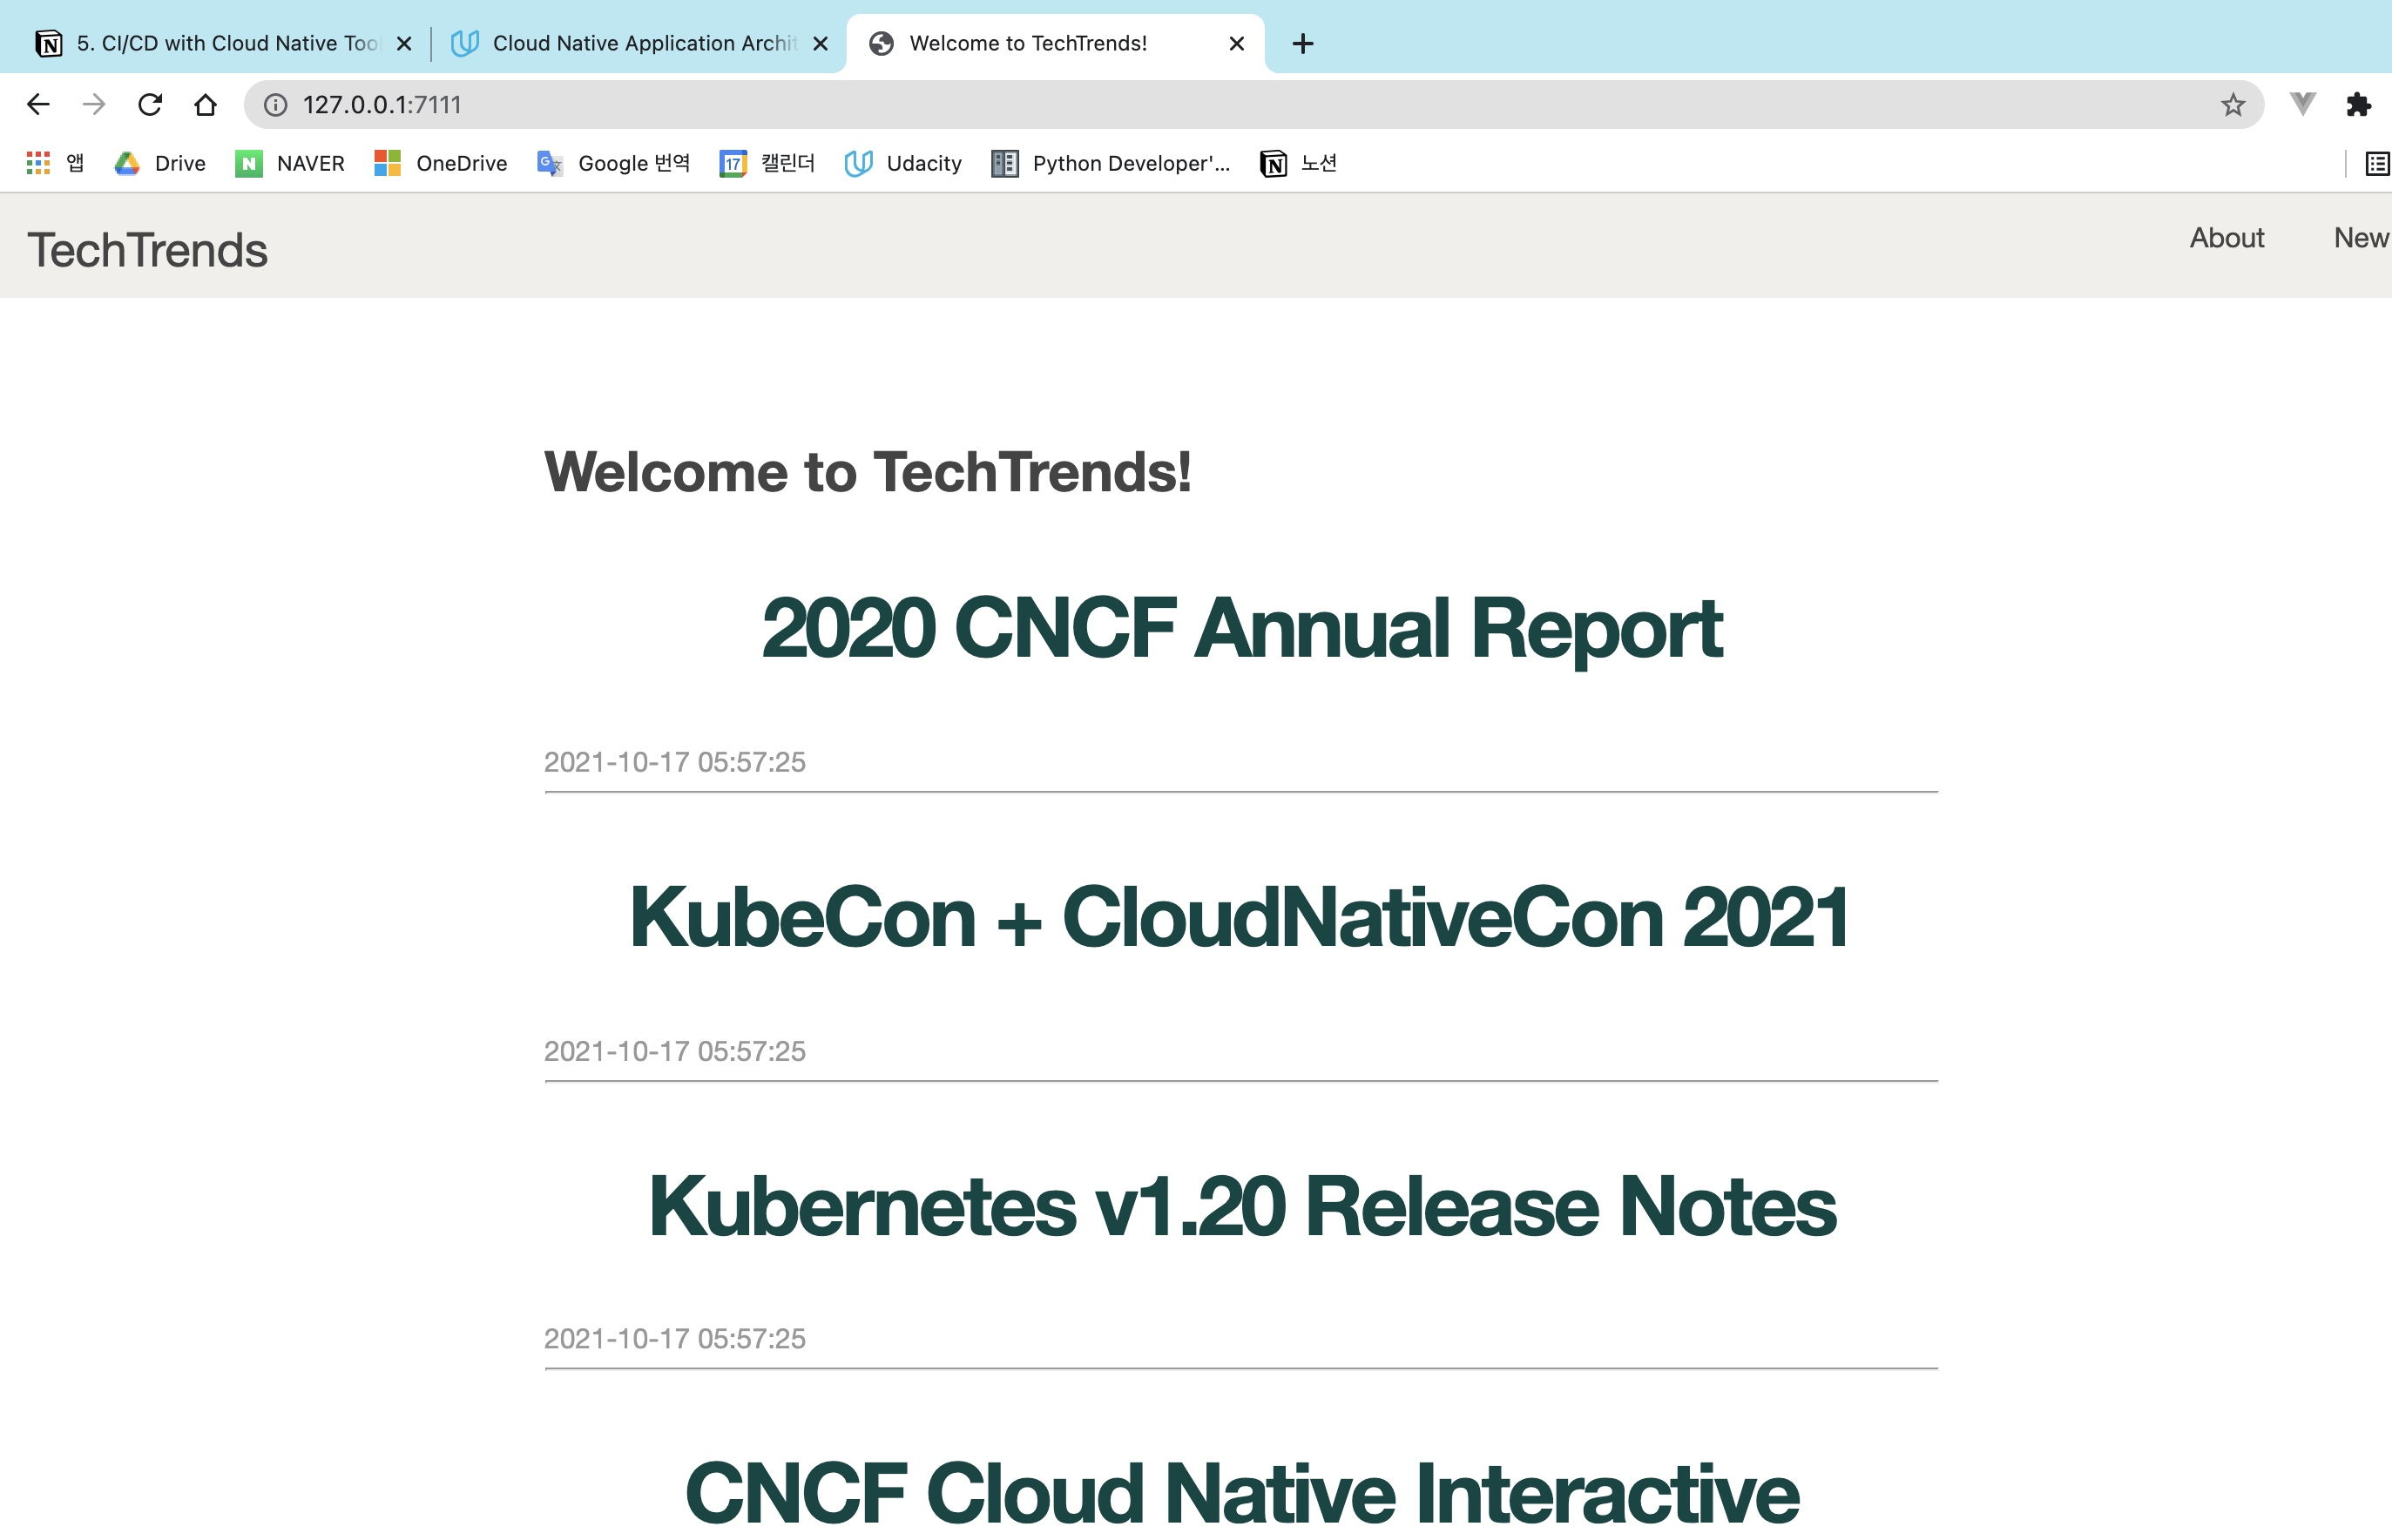 5. CI/CD with Cloud Native Tool
Cloud Native Application Archit
Welcome to TechTrends!
127.0.0.1:7111
앱 Drive NAVER OneDrive Google 번역 캘린더 Udacity Python Developer'... 노션
TechTrends About New
Welcome to TechTrends!
2020 CNCF Annual Report
2021-10-17 05:57:25
KubeCon + CloudNativeCon 2021
2021-10-17 05:57:25
Kubernetes v1.20 Release Notes
2021-10-17 05:57:25
CNCF Cloud Native Interactive